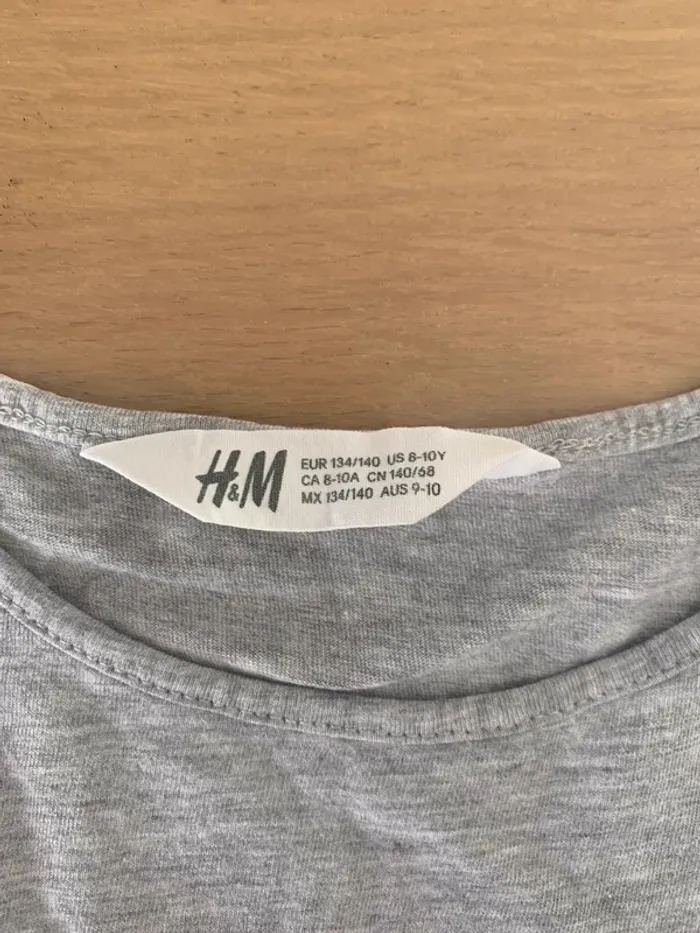 H&M
EUR 134/140 US 8-10Y
CA 8-10A CN 140/68
MX 134/140 AUS 9-10